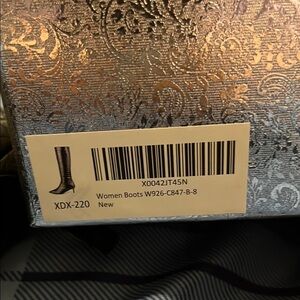 X0042JT45N
Women Boots W926-C847-B-8
XDX-220 New